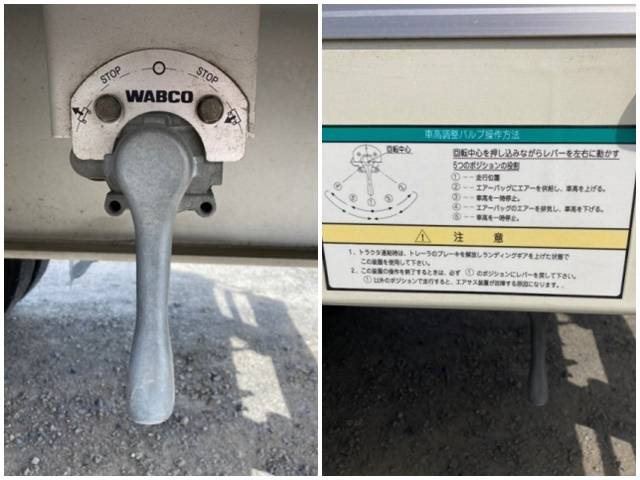 STOP
STOP
WABCO
車高調整バルブ操作方法
回転中心
回転中心を押し込みながらレバーを左右に動かす
5つのポジションの役割
① --- 走行位置
② --- エアーバッグにエアーを供給し、車高を上げる。
③ --- 車高を一時停止。
④ --- エアーバッグのエアーを排気し、車高を下げる。
⑤ --- 車高を一時停止。
注 意
1. トラクタ連結時は、トレーラのブレーキを解放しランディングギアを上げた状態で
この装置を使用して下さい。
2. この装置の操作を終了するときは、必ず ① のポジションにレバーを戻して下さい。
① 以外のポジションで走行すると、エアサス装置が故障する原因になります。